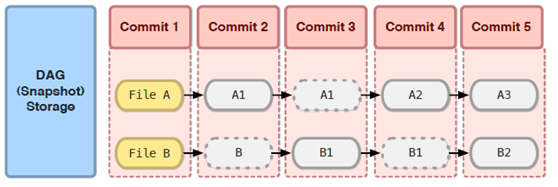 Commit 1 Commit 2 Commit 3 Commit 4 Commit 5
DAG
(Snapshot)
Storage
File A A1 A1 A2 A3
File B B B1 B1 B2